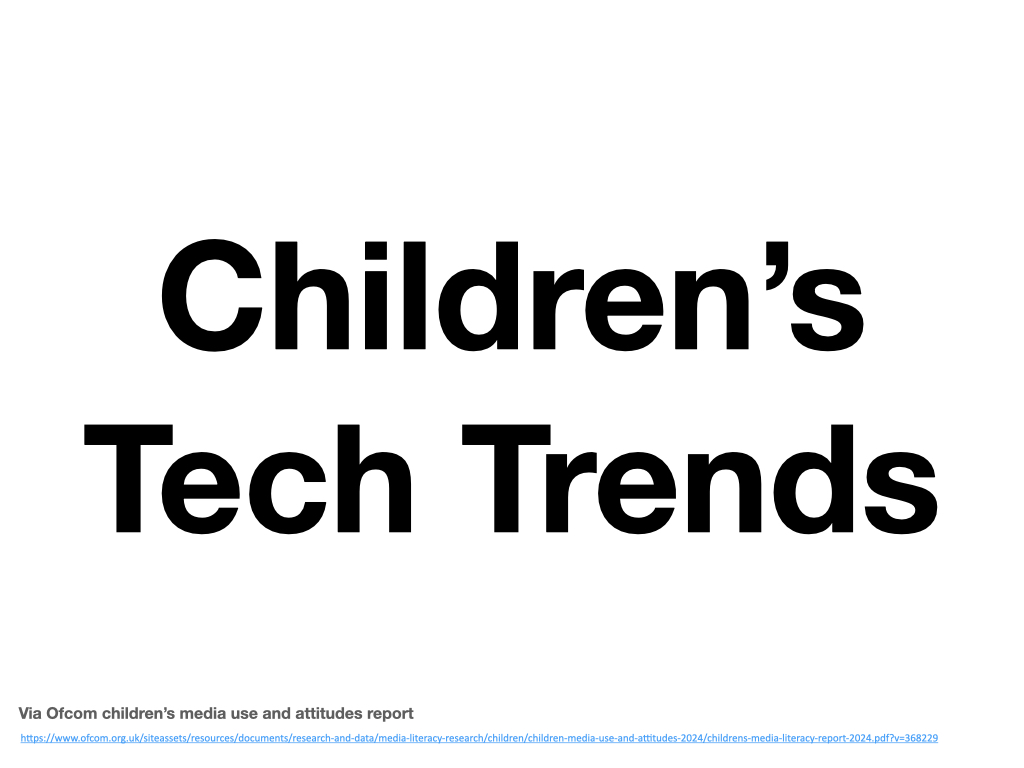 Children’s
Tech Trends
Via Ofcom children’s media use and attitudes report
https://www.ofcom.org.uk/siteassets/resources/documents/research-and-data/media-literacy-research/children/children-media-use-and-attitudes-2024/childrens-media-literacy-report-2024.pdf?v=368229